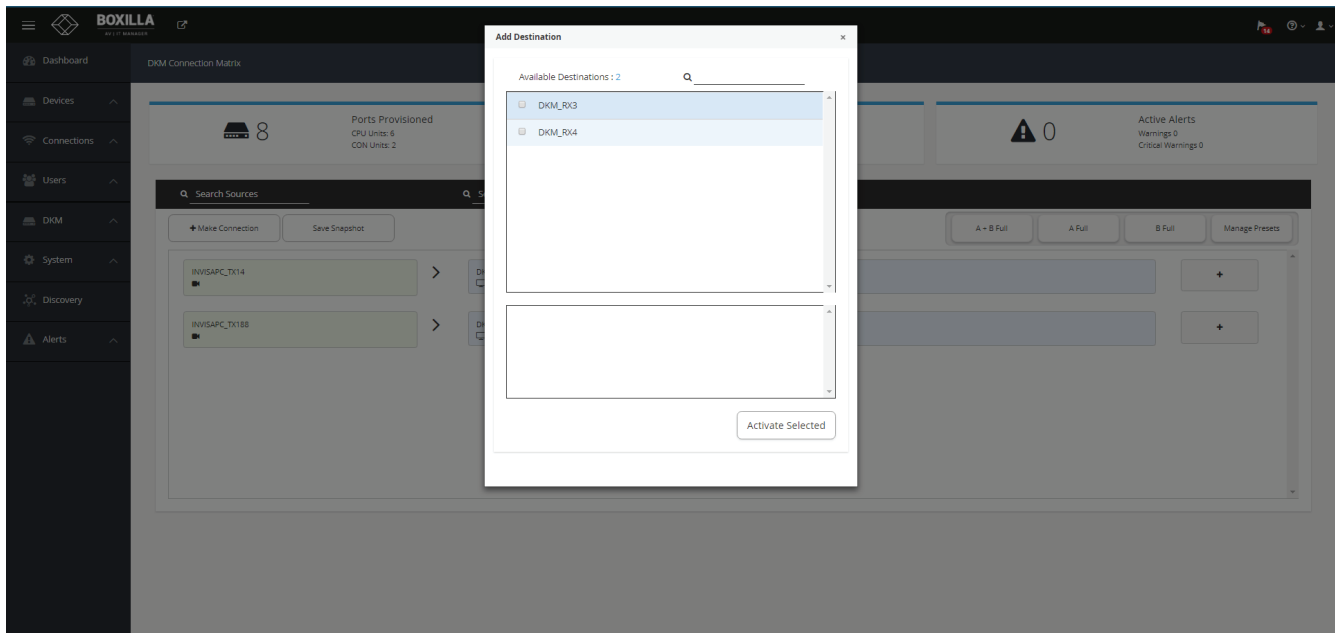 BOXILLA
AV | IT MANAGER
14
Dashboard
Devices
Connections
Users
DKM
System
Discovery
Alerts
DKM Connection Matrix
8
Ports Provisioned
CPU Units: 6
CON Units: 2
0
Active Alerts
Warnings 0
Critical Warnings 0
Search Sources
+ Make Connection
Save Snapshot
A + B Full
A Full
B Full
Manage Presets
INVISAPC_TX14
+
INVISAPC_TX188
+
Add Destination
×
Available Destinations : 2
DKM_RX3
DKM_RX4
Activate Selected